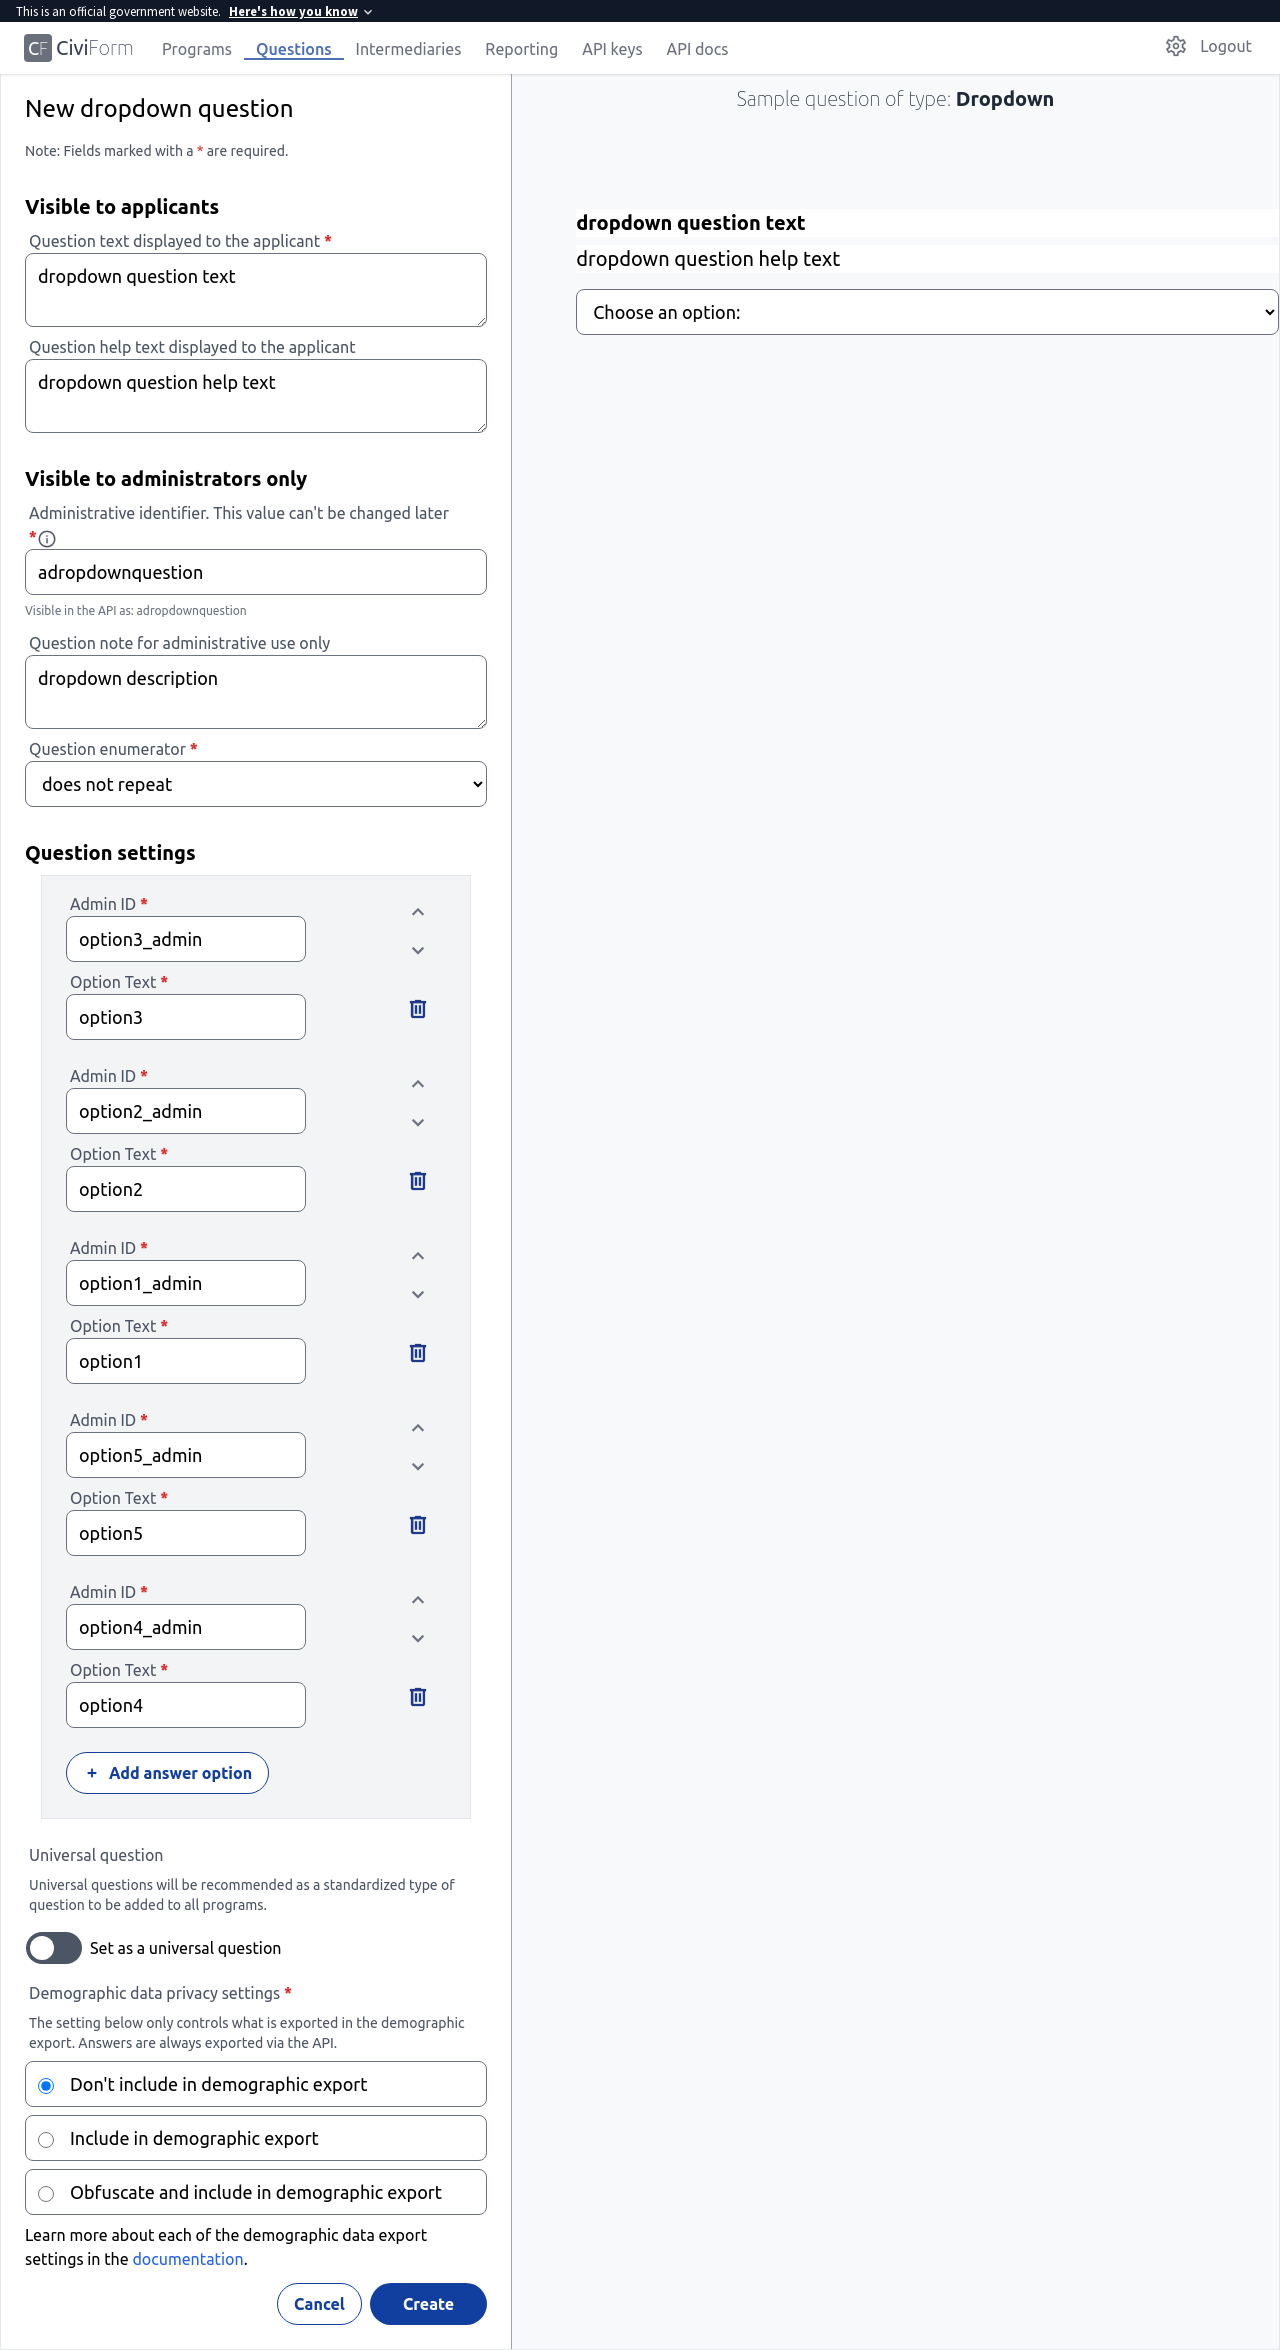 This is an official government website. Here's how you know
CF CiviForm Programs Questions Intermediaries Reporting API keys API docs Logout
New dropdown question
Note: Fields marked with a * are required.
Visible to applicants
Question text displayed to the applicant *
dropdown question text
Question help text displayed to the applicant
dropdown question help text
Visible to administrators only
Administrative identifier. This value can't be changed later
*
adropdownquestion
Visible in the API as: adropdownquestion
Question note for administrative use only
dropdown description
Question enumerator *
does not repeat
Question settings
Admin ID *
option3_admin
Option Text *
option3
Admin ID *
option2_admin
Option Text *
option2
Admin ID *
option1_admin
Option Text *
option1
Admin ID *
option5_admin
Option Text *
option5
Admin ID *
option4_admin
Option Text *
option4
+ Add answer option
Universal question
Universal questions will be recommended as a standardized type of
question to be added to all programs.
Set as a universal question
Demographic data privacy settings *
The setting below only controls what is exported in the demographic
export. Answers are always exported via the API.
Don't include in demographic export
Include in demographic export
Obfuscate and include in demographic export
Learn more about each of the demographic data export
settings in the documentation.
Cancel Create
Sample question of type: Dropdown
dropdown question text
dropdown question help text
Choose an option: